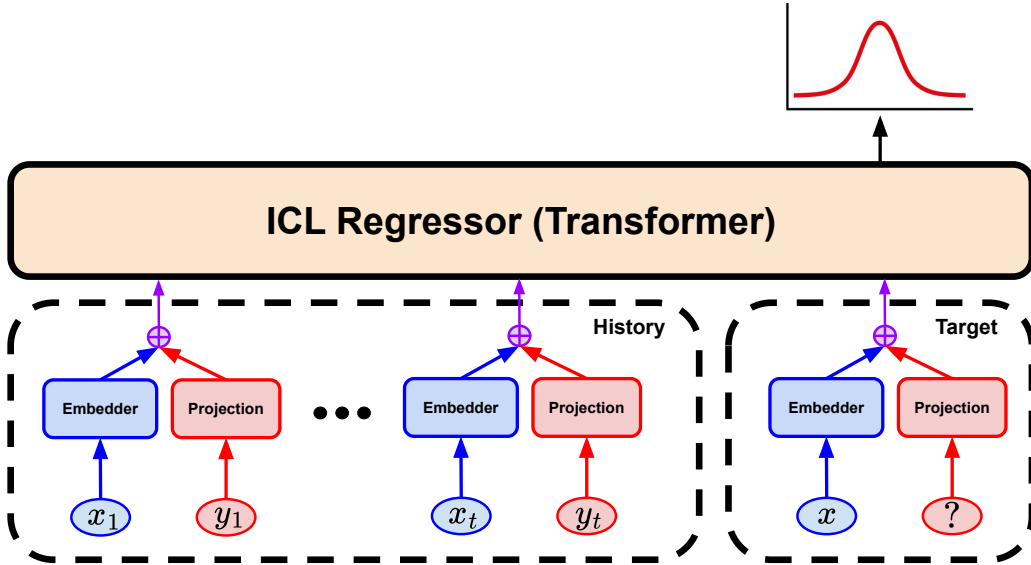 ICL Regressor (Transformer)
History
Target
Embedder
Projection
Embedder
Projection
Embedder
Projection
x₁
y₁
xₜ
yₜ
x
?